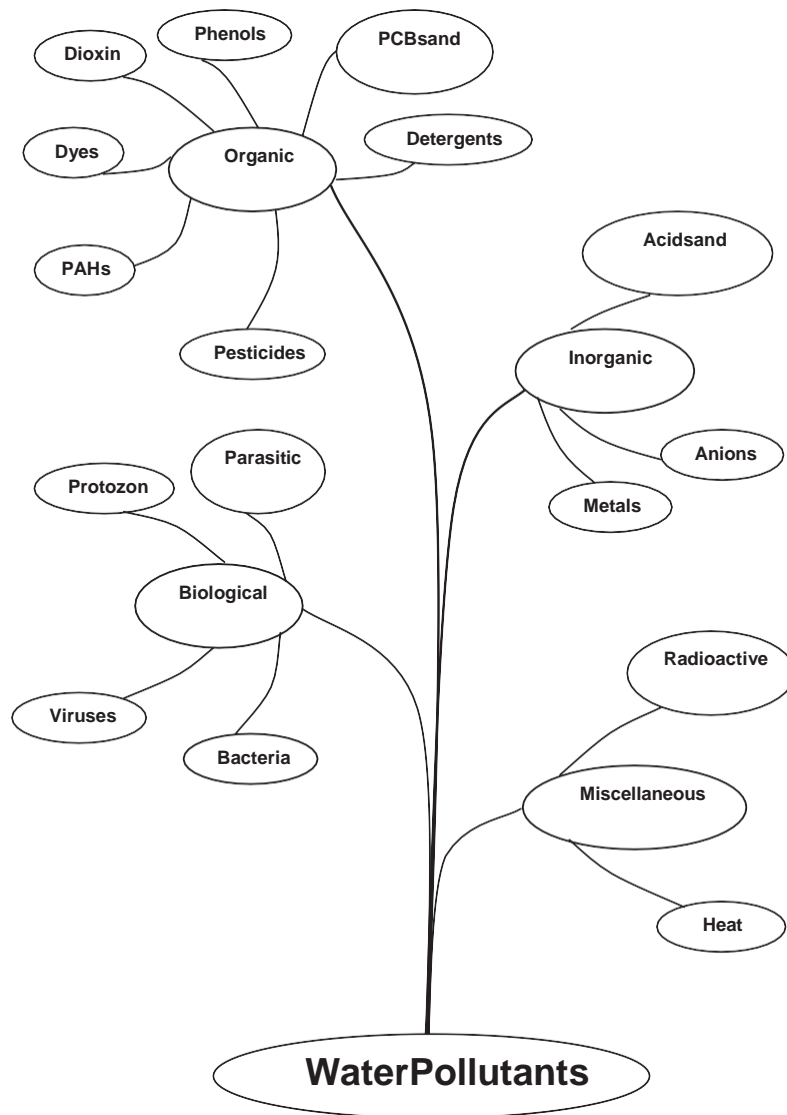 Phenols
PCBsand
Dioxin
Detergents
Dyes
Organic
Acidsand
PAHs
Pesticides
Inorganic
Parasitic
Anions
Protozon
Metals
Biological
Radioactive
Viruses
Bacteria
Miscellaneous
Heat
WaterPollutants